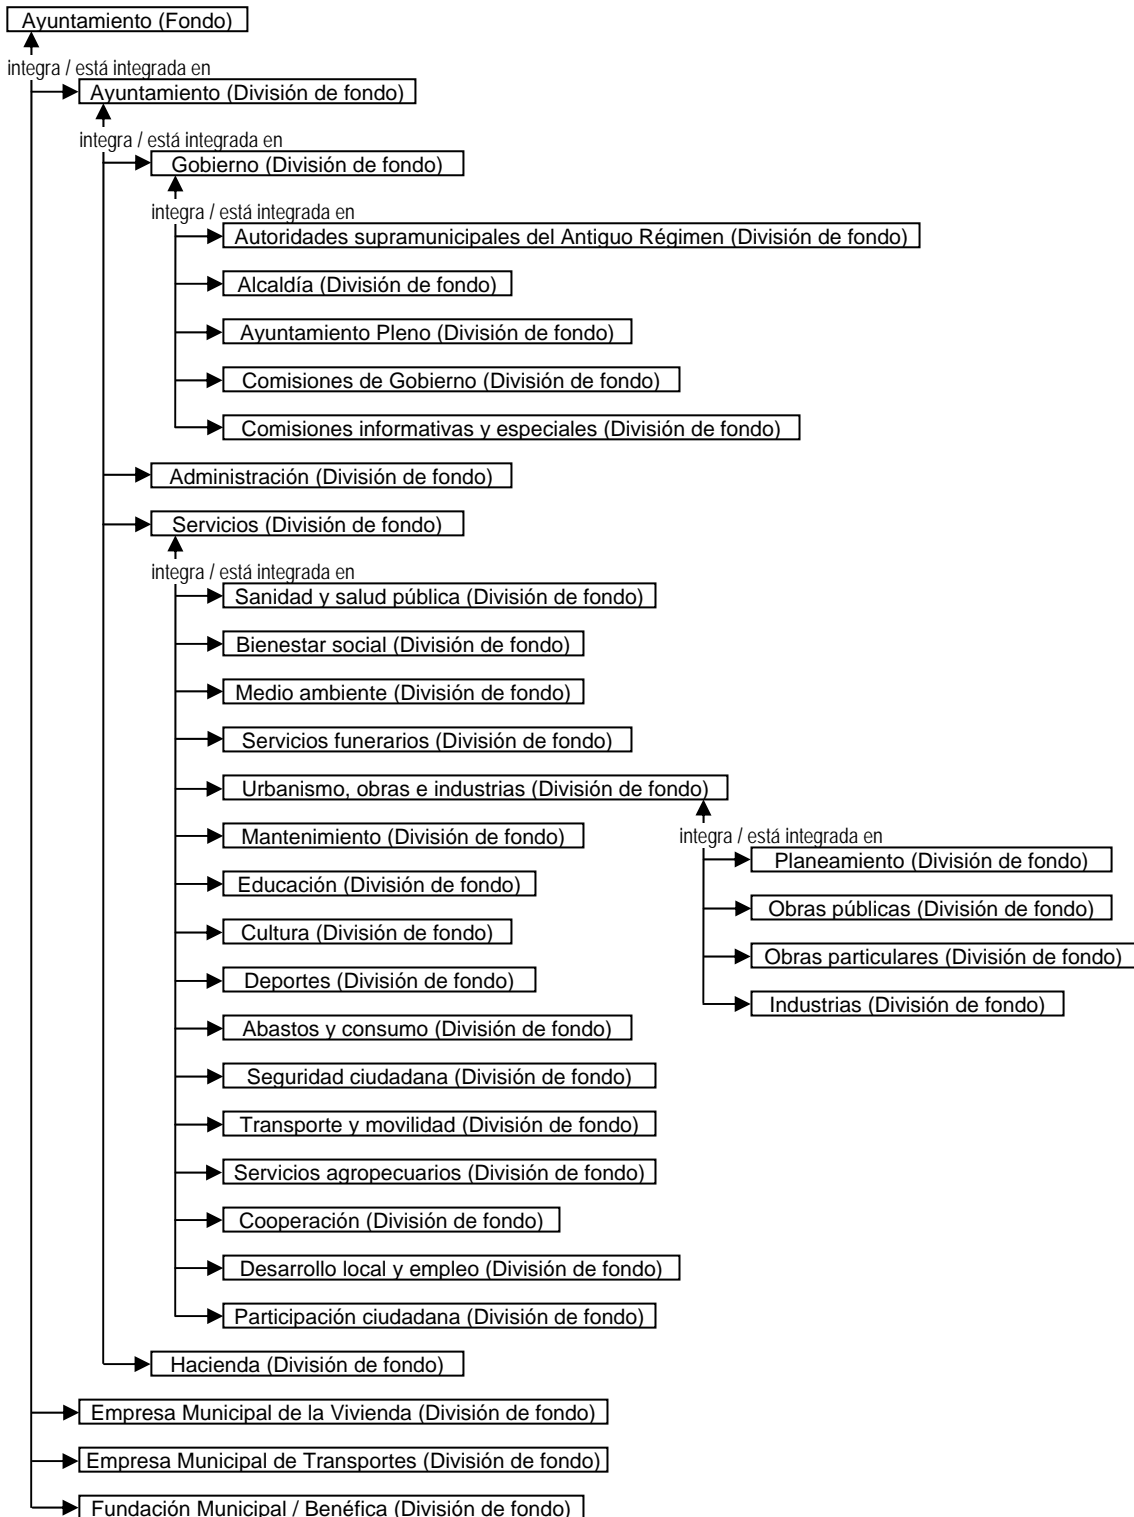 Ayuntamiento (Fondo)
integra / está integrada en
Ayuntamiento (División de fondo)
integra / está integrada en
Gobierno (División de fondo)
integra / está integrada en
Autoridades supramunicipales del Antiguo Régimen (División de fondo)
Alcaldía (División de fondo)
Ayuntamiento Pleno (División de fondo)
Comisiones de Gobierno (División de fondo)
Comisiones informativas y especiales (División de fondo)
Administración (División de fondo)
Servicios (División de fondo)
integra / está integrada en
Sanidad y salud pública (División de fondo)
Bienestar social (División de fondo)
Medio ambiente (División de fondo)
Servicios funerarios (División de fondo)
Urbanismo, obras e industrias (División de fondo)
integra / está integrada en
Planeamiento (División de fondo)
Obras públicas (División de fondo)
Obras particulares (División de fondo)
Industrias (División de fondo)
Mantenimiento (División de fondo)
Educación (División de fondo)
Cultura (División de fondo)
Deportes (División de fondo)
Abastos y consumo (División de fondo)
Seguridad ciudadana (División de fondo)
Transporte y movilidad (División de fondo)
Servicios agropecuarios (División de fondo)
Cooperación (División de fondo)
Desarrollo local y empleo (División de fondo)
Participación ciudadana (División de fondo)
Hacienda (División de fondo)
Empresa Municipal de la Vivienda (División de fondo)
Empresa Municipal de Transportes (División de fondo)
Fundación Municipal / Benéfica (División de fondo)